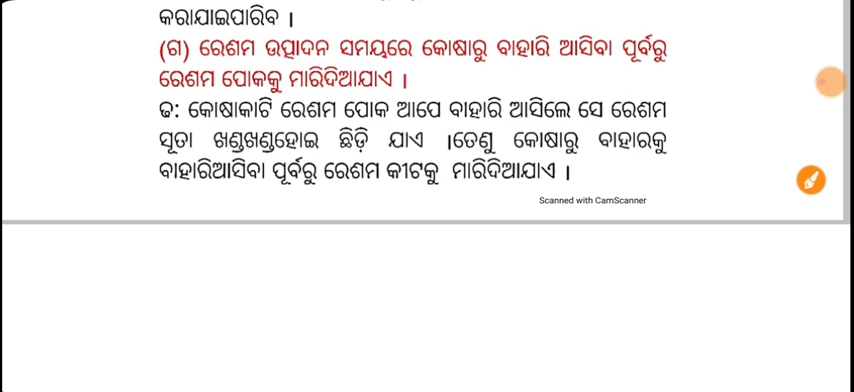 କରାଯାଇପାରିବ ।
(ଗ) ରେଶମ ଉତ୍ପାଦନ ସମୟରେ କୋଷାରୁ ବାହାରି ଆସିବା ପୂର୍ବରୁ
ରେଶମ ପୋକକୁ ମାରିଦିଆଯାଏ ।
ଢ: କୋଷାକାଟି ରେଶମ ପୋକ ଆପେ ବାହାରି ଆସିଲେ ସେ ରେଶମ
ସୂତା ଖଣ୍ଡଖଣ୍ଡହୋଇ ଛିଡ଼ି ଯାଏ ।ତେଣୁ କୋଷାରୁ ବାହାରକୁ
ବାହାରିଆସିବା ପୂର୍ବରୁ ରେଶମ କୀଟକୁ ମାରିଦିଆଯାଏ ।
Scanned with CamScanner